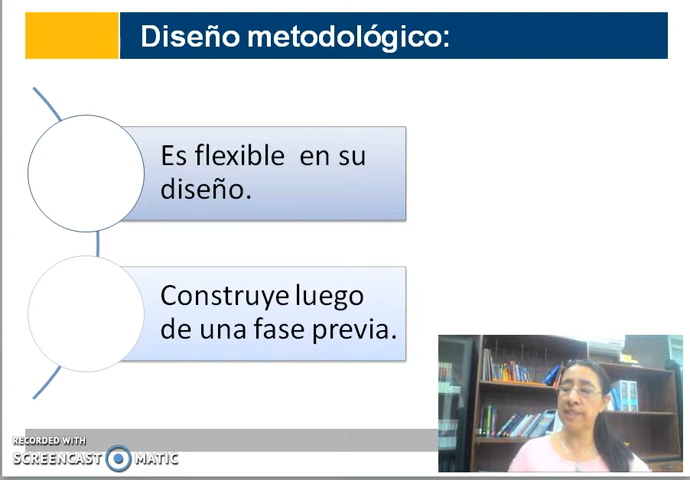 Diseño metodológico:
Es flexible en su
diseño.
Construye luego
de una fase previa.
RECORDED WITH
SCREENCAST MATIC